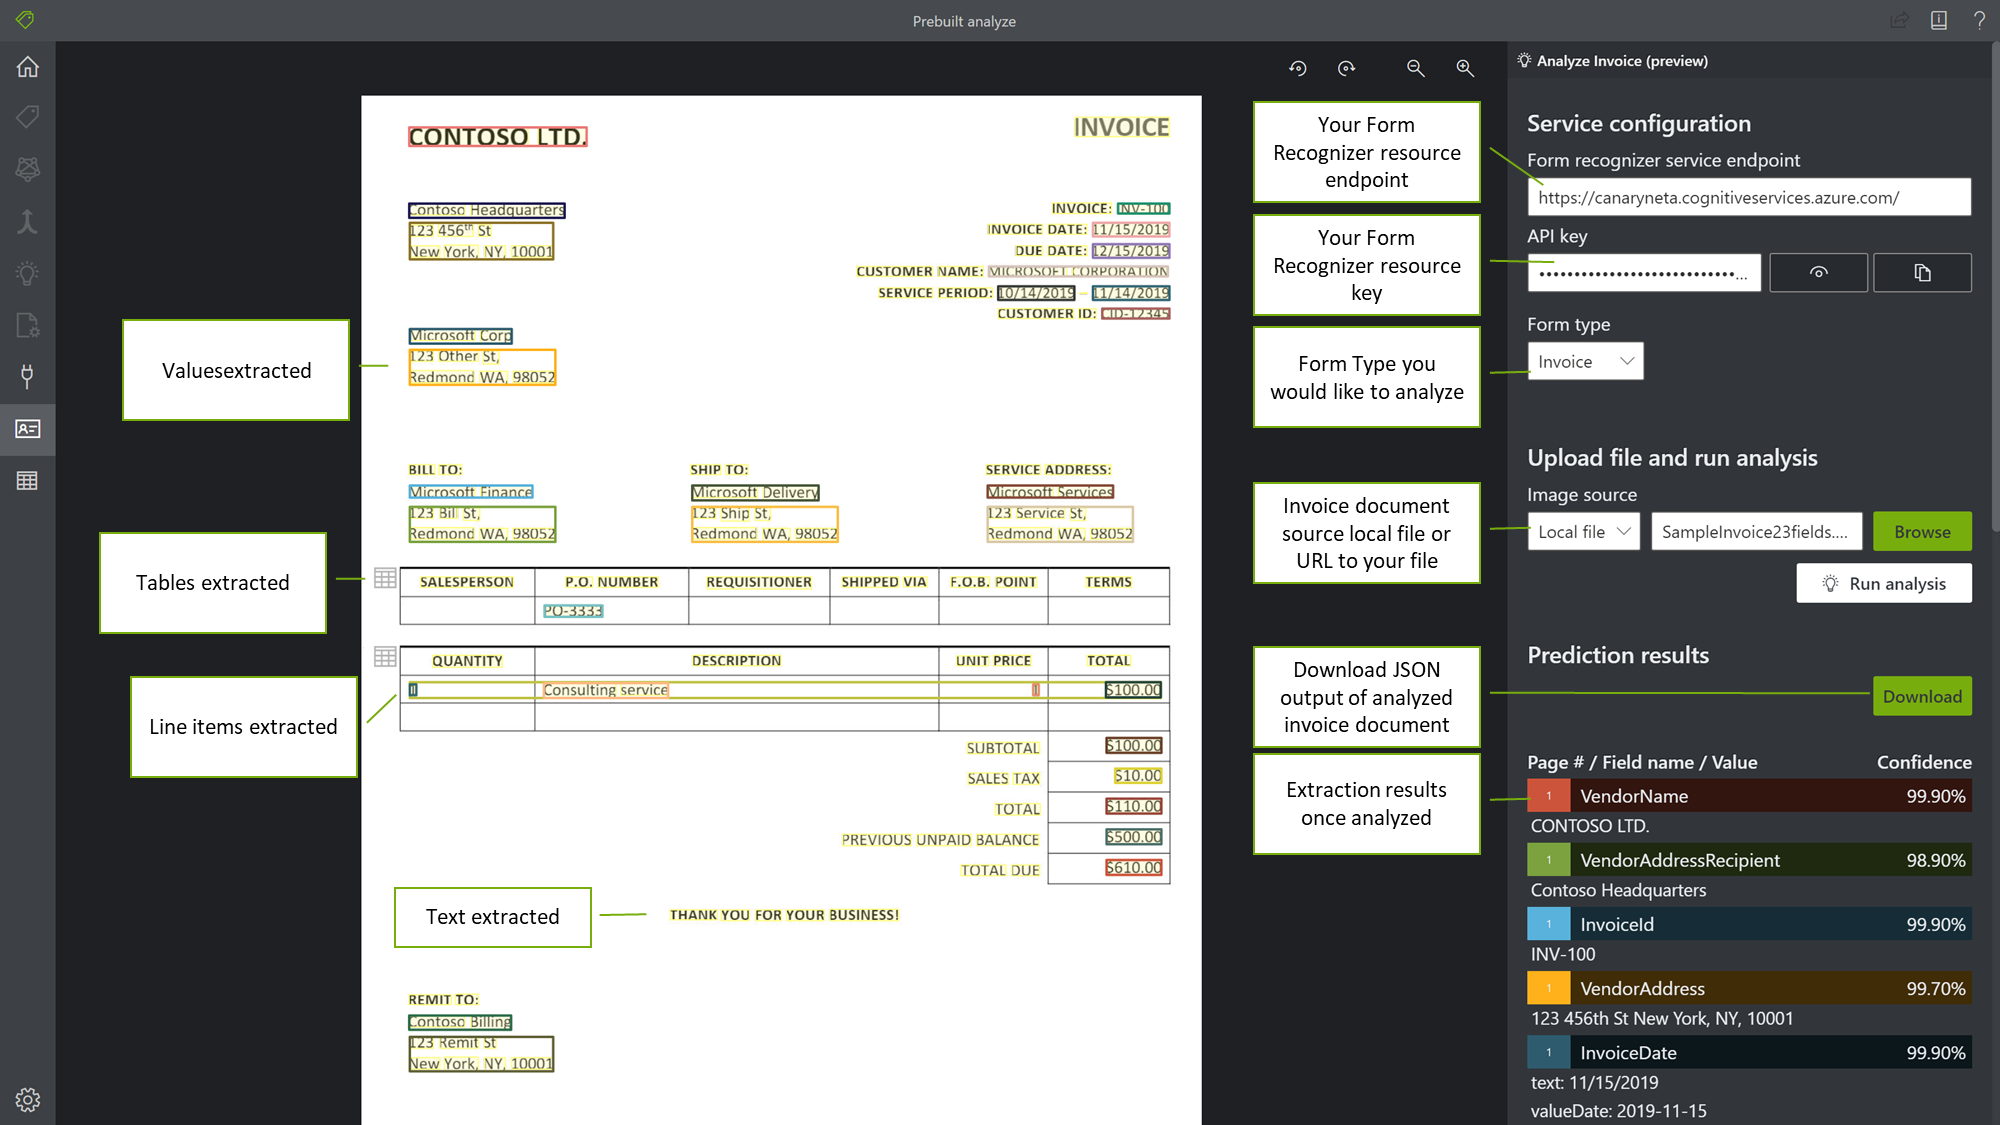 Prebuilt analyze
Analyze Invoice (preview)
CONTOSO LTD.
INVOICE
Contoso Headquarters
123 456th St
New York, NY, 10001
INVOICE: INV-100
INVOICE DATE: 11/15/2019
DUE DATE: 12/15/2019
CUSTOMER NAME: MICROSOFT CORPORATION
SERVICE PERIOD: 10/14/2019 – 11/14/2019
CUSTOMER ID: CID-12345
Microsoft Corp
123 Other St,
Redmond WA, 98052
BILL TO:
Microsoft Finance
123 Bill St,
Redmond WA, 98052
SHIP TO:
Microsoft Delivery
123 Ship St,
Redmond WA, 98052
SERVICE ADDRESS:
Microsoft Services
123 Service St,
Redmond WA, 98052
SALESPERSON P.O. NUMBER REQUISITIONER SHIPPED VIA F.O.B. POINT TERMS
PO-3333
QUANTITY DESCRIPTION UNIT PRICE TOTAL
1 Consulting service 1 $100.00
SUBTOTAL $100.00
SALES TAX $10.00
TOTAL $110.00
PREVIOUS UNPAID BALANCE $500.00
TOTAL DUE $610.00
THANK YOU FOR YOUR BUSINESS!
REMIT TO:
Contoso Billing
123 Remit St
New York, NY, 10001
Valuesextracted
Tables extracted
Line items extracted
Text extracted
Your Form
Recognizer resource
endpoint
Your Form
Recognizer resource
key
Form Type you
would like to analyze
Invoice document
source local file or
URL to your file
Download JSON
output of analyzed
invoice document
Extraction results
once analyzed
Service configuration
Form recognizer service endpoint
https://canaryneta.cognitiveservices.azure.com/
API key
Form type
Invoice
Upload file and run analysis
Image source
Local file SampleInvoice23fields.... Browse
Run analysis
Prediction results
Download
Page # / Field name / Value Confidence
1 VendorName 99.90%
CONTOSO LTD.
1 VendorAddressRecipient 98.90%
Contoso Headquarters
1 InvoiceId 99.90%
INV-100
1 VendorAddress 99.70%
123 456th St New York, NY, 10001
1 InvoiceDate 99.90%
text: 11/15/2019
valueDate: 2019-11-15